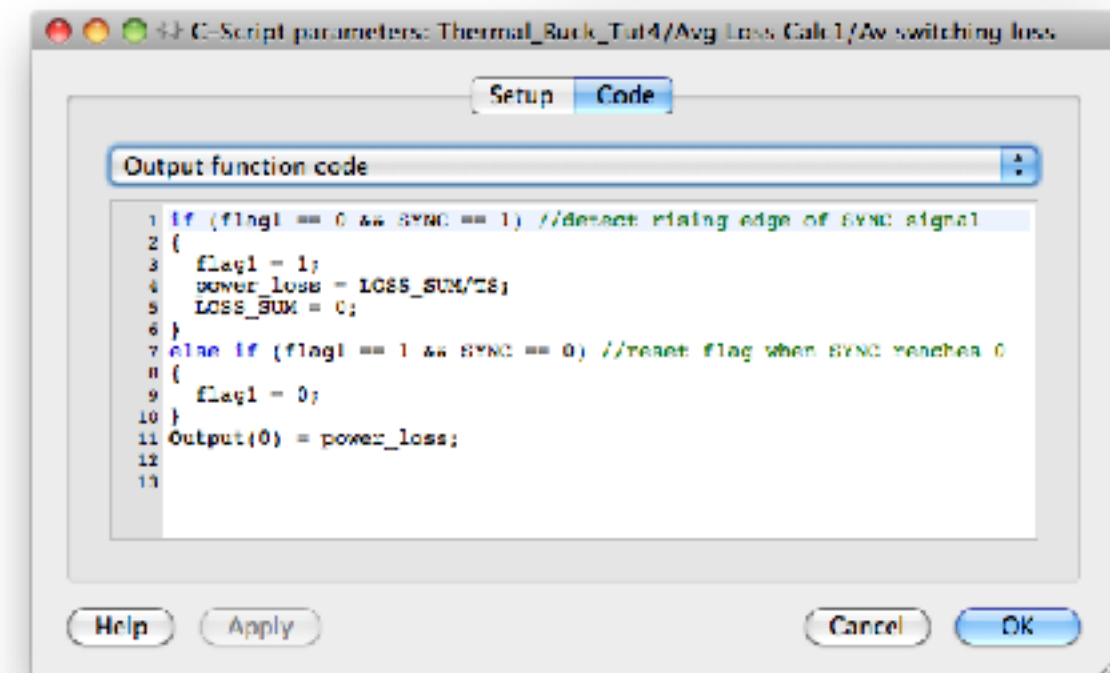 C-Script parameters: Thermal_Buck_Tut4/Avg Loss Calc1/Av switching loss
Setup Code
Output function code
1 if (flag1 == 0 && SYNC == 1) //detect rising edge of SYNC signal
2 {
3 flag1 = 1;
4 power_loss = LOSS_SUM/TS;
5 LOSS_SUM = 0;
6 }
7 else if (flag1 == 1 && SYNC == 0) //reset flag when SYNC reaches 0
8 {
9 flag1 = 0;
10 }
11 Output(0) = power_loss;
12
13
Help Apply Cancel OK